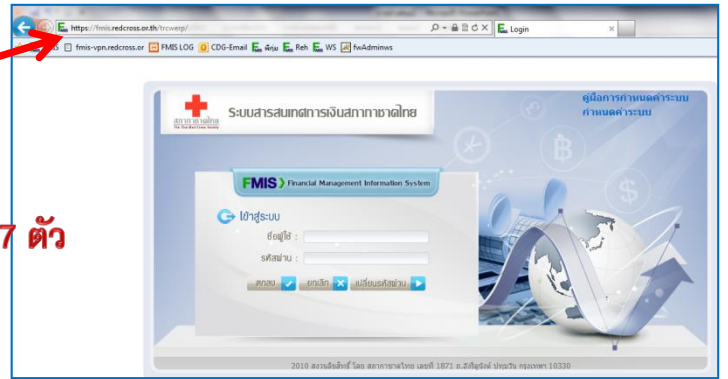 https://fmis.redcross.or.th/trcwerp/
Login
fmis-vpn.redcross.or
FMIS LOG
CDG-Email
Reh
WS
fwAdminws
คู่มือการกำหนดค่าระบบ
กำหนดค่าระบบ
สภากาชาดไทย
The Thai Red Cross Society
ระบบสารสนเทศการเงินสภากาชาดไทย
FMIS Financial Management Information System
เข้าสู่ระบบ
7 ตัว
ชื่อผู้ใช้ :
รหัสผ่าน :
ตกลง ยกเลิก เปลี่ยนรหัสผ่าน
2010 สงวนลิขสิทธิ์ โดย สภากาชาดไทย เลขที่ 1871 ถ.อังรีดูนังต์ ปทุมวัน กรุงเทพฯ 10330